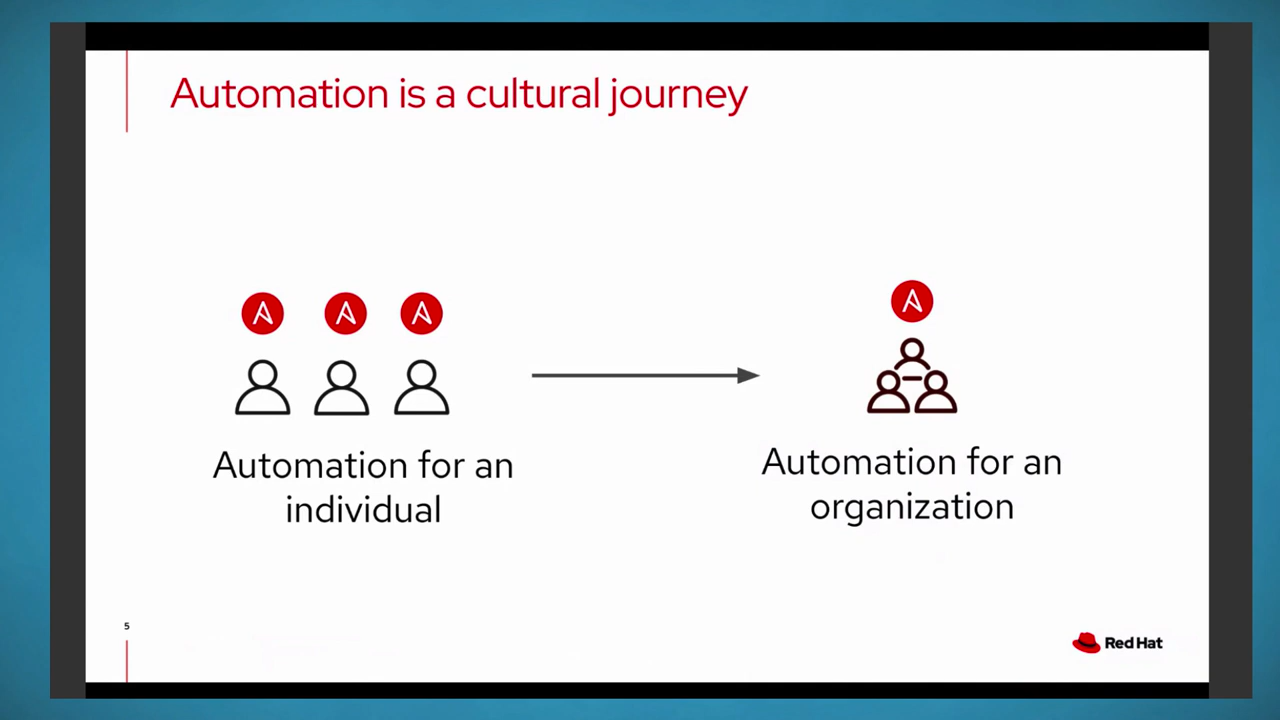 Automation is a cultural journey
Automation for an
individual
Automation for an
organization
5
Red Hat